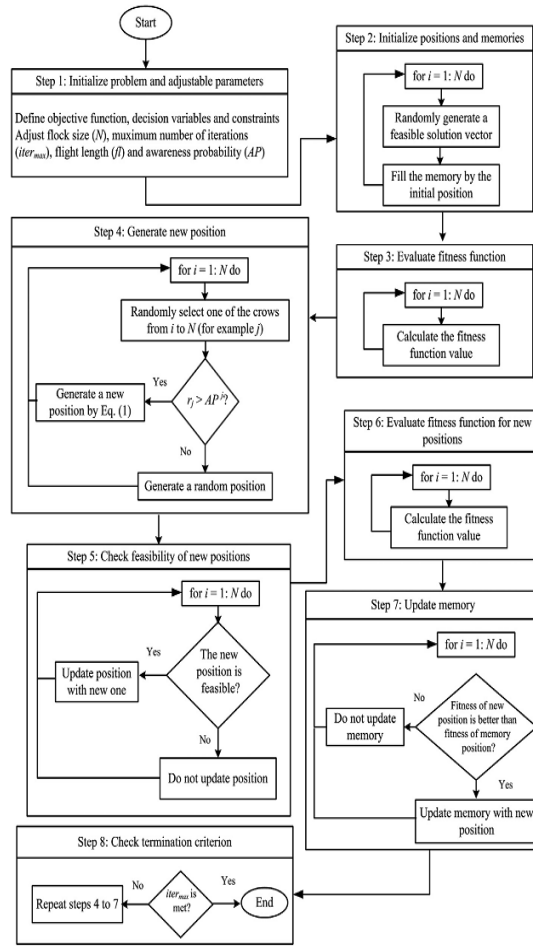 Start
Step 1: Initialize problem and adjustable parameters
Define objective function, decision variables and constraints
Adjust flock size (N), maximum number of iterations
(iter_max), flight length (fl) and awareness probability (AP)
Step 2: Initialize positions and memories
for i = 1: N do
Randomly generate a
feasible solution vector
Fill the memory by the
initial position
Step 3: Evaluate fitness function
for i = 1: N do
Calculate the fitness
function value
Step 4: Generate new position
for i = 1: N do
Randomly select one of the crows
from i to N (for example j)
r_j > AP^j?
Yes
Generate a new
position by Eq. (1)
No
Generate a random position
Step 5: Check feasibility of new positions
for i = 1: N do
The new
position is
feasible?
Yes
Update position
with new one
No
Do not update position
Step 6: Evaluate fitness function for new
positions
for i = 1: N do
Calculate the fitness
function value
Step 7: Update memory
for i = 1: N do
Fitness of new
position is better than
fitness of memory
position?
No
Do not update
memory
Yes
Update memory with new
position
Step 8: Check termination criterion
iter_max is
met?
No
Repeat steps 4 to 7
Yes
End